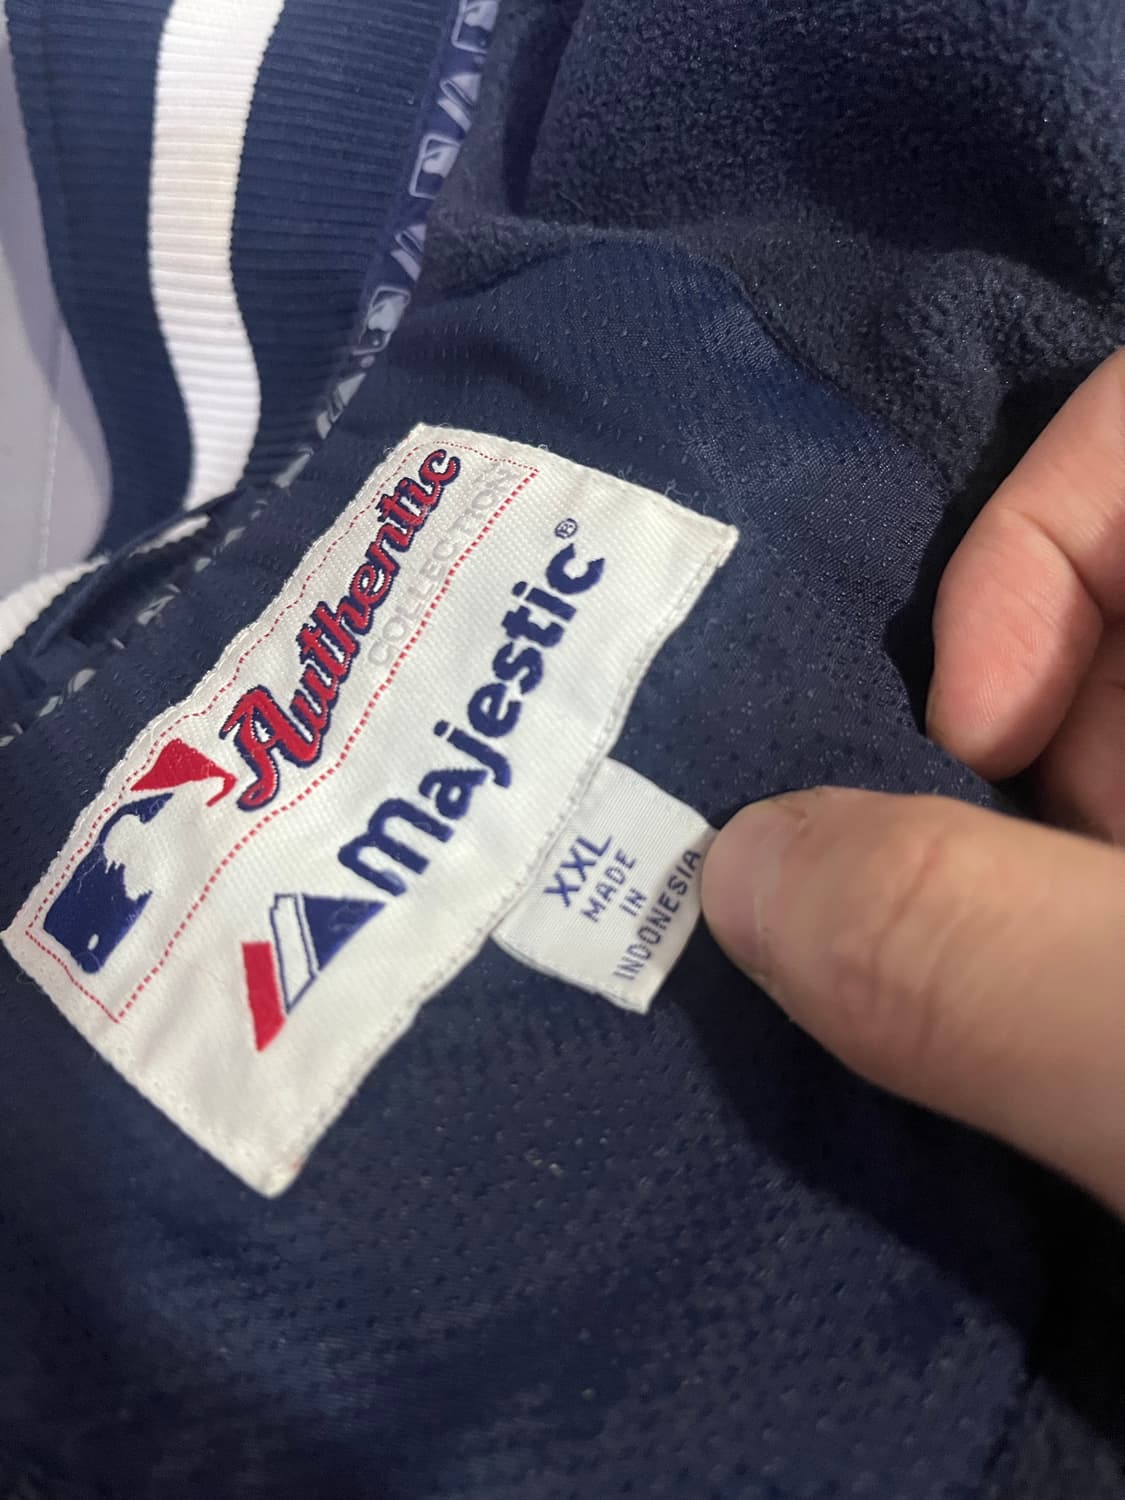 Authentic
COLLECTION
Majestic®
XXL
MADE
IN
INDONESIA